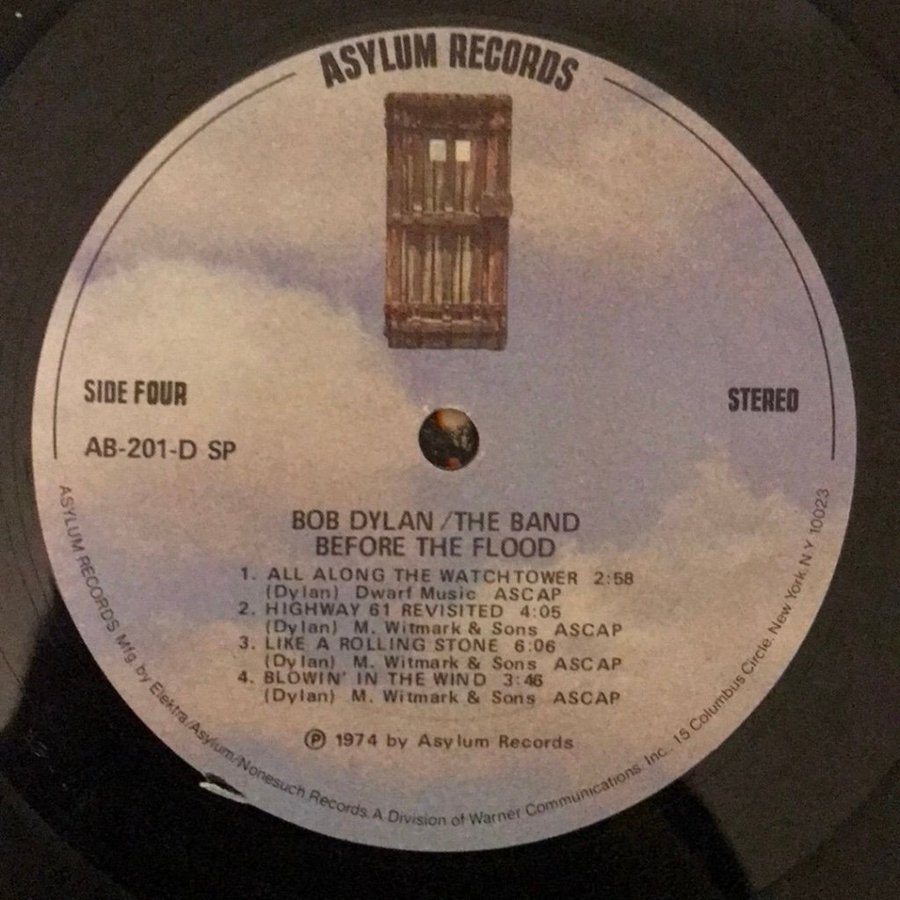 ASYLUM RECORDS
SIDE FOUR
STEREO
AB-201-D SP
BOB DYLAN/THE BAND
BEFORE THE FLOOD
1. ALL ALONG THE WATCHTOWER 2:58
(Dylan) Dwarf Music ASCAP
2. HIGHWAY 61 REVISITED 4:05
(Dylan) M. Witmark & Sons ASCAP
3. LIKE A ROLLING STONE 6:06
(Dylan) M. Witmark & Sons ASCAP
4. BLOWIN' IN THE WIND 3:46
(Dylan) M. Witmark & Sons ASCAP
Ⓟ 1974 by Asylum Records
ASYLUM RECORDS Mfg. by Elektra/Asylum/Nonesuch Records. A Division of Warner Communications. Inc.. 15 Columbus Circle. New York N Y 10023